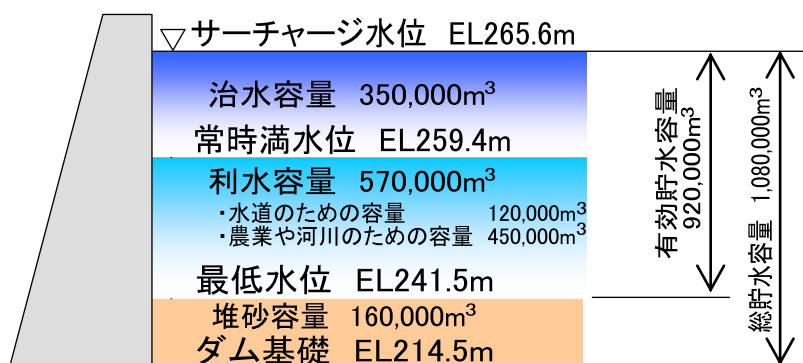 サーチャージ水位 EL265.6m
治水容量 350,000m³
常時満水位 EL259.4m
利水容量 570,000m³
・水道のための容量 120,000m³
・農業や河川のための容量 450,000m³
最低水位 EL241.5m
堆砂容量 160,000m³
ダム基礎 EL214.5m
有効貯水容量
920,000m³
総貯水容量 1,080,000m³